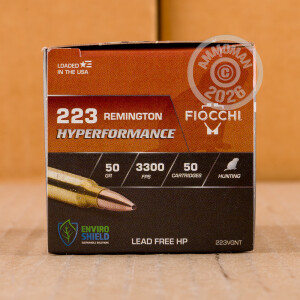 LOADED
IN THE USA
AMMOMAN
2026
FIOCCHI
223 REMINGTON
HYPERFORMANCE
50 GR
3300 FPS
50 CARTRIDGES
HUNTING
ENVIRO
SHIELD
LEAD FREE HP
223VGNT